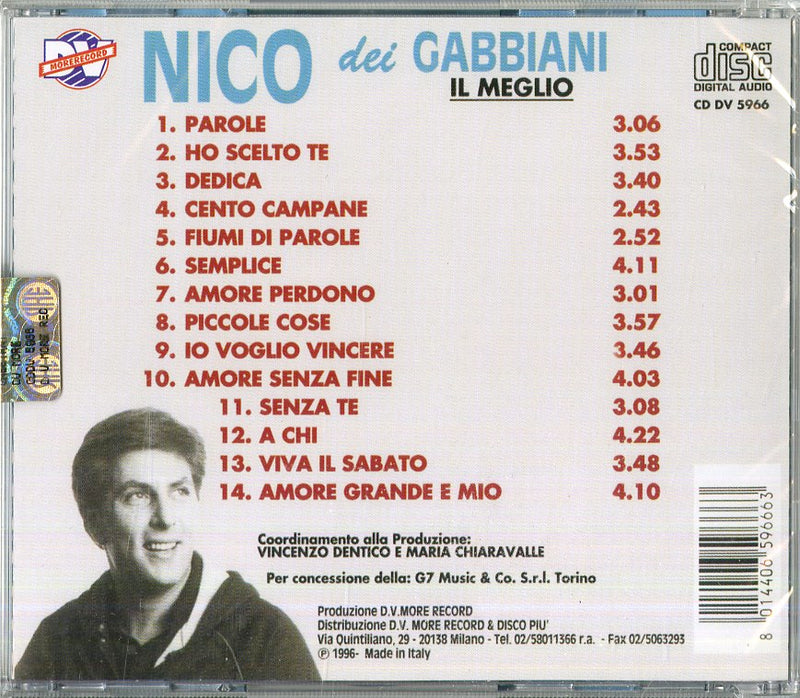 DV
MORERECORD
NICO dei GABBIANI
IL MEGLIO
COMPACT
disc
DIGITAL AUDIO
CD DV 5966
1. PAROLE 3.06
2. HO SCELTO TE 3.53
3. DEDICA 3.40
4. CENTO CAMPANE 2.43
5. FIUMI DI PAROLE 2.52
6. SEMPLICE 4.11
7. AMORE PERDONO 3.01
8. PICCOLE COSE 3.57
9. IO VOGLIO VINCERE 3.46
10. AMORE SENZA FINE 4.03
11. SENZA TE 3.08
12. A CHI 4.22
13. VIVA IL SABATO 3.48
14. AMORE GRANDE E MIO 4.10
Coordinamento alla Produzione:
VINCENZO DENTICO E MARIA CHIARAVALLE
Per concessione della: G7 Music & Co. S.r.l. Torino
Produzione D.V.MORE RECORD
Distribuzione D.V. MORE RECORD & DISCO PIU'
Via Quintiliano, 29 - 20138 Milano - Tel. 02/58011366 r.a. - Fax 02/5063293
℗ 1996- Made in Italy
8 014406 596663